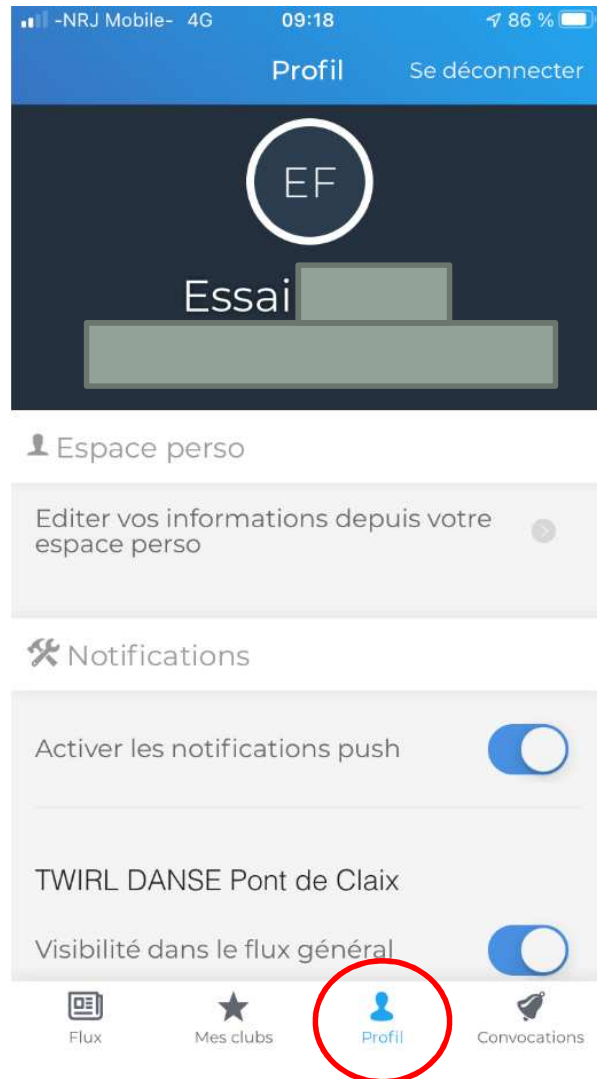 -NRJ Mobile- 4G 09:18 86 %
Profil Se déconnecter
EF
Essai
Espace perso
Editer vos informations depuis votre
espace perso
Notifications
Activer les notifications push
TWIRL DANSE Pont de Claix
Visibilité dans le flux général
Flux Mes clubs Profil Convocations